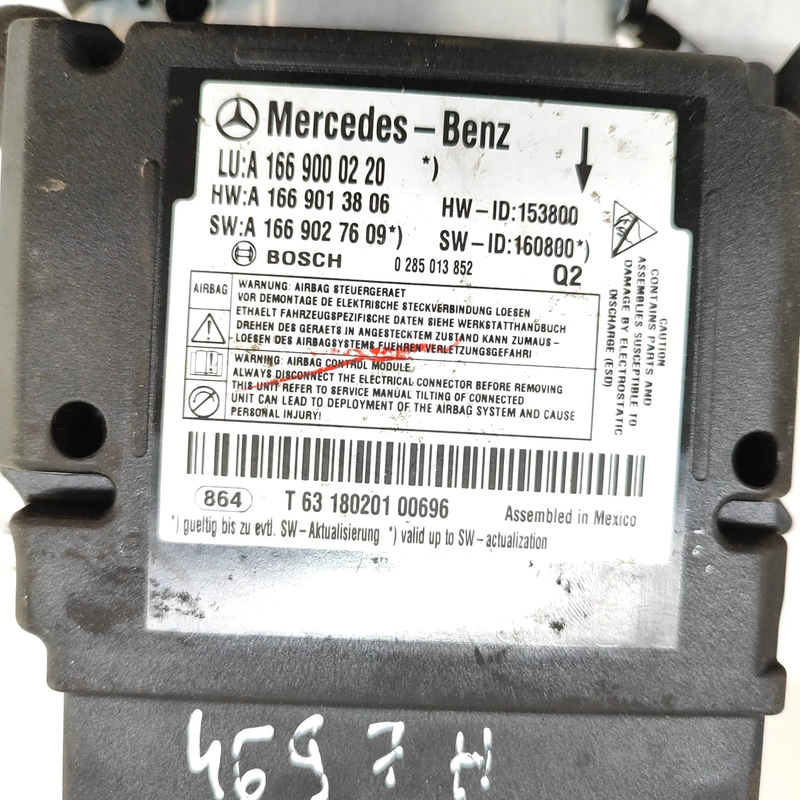 Mercedes-Benz
LU:A 166 900 02 20 *)
HW:A 166 901 38 06 HW-ID:153800
SW:A 166 902 76 09*) SW-ID:160800*)
BOSCH 0 285 013 852 Q2
AIRBAG
WARNUNG: AIRBAG STEUERGERAET
VOR DEMONTAGE DE ELEKTRISCHE STECKVERBINDUNG LOESEN
ETHAELT FAHRZEUGSPEZIFISCHE DATEN SIEHE WERKSTATTHANDBUCH
DREHEN DES GERAETS IN ANGESTECKTEM ZUSTAND KANN ZUMAUS-
LOESEN DES AIRBAGSYSTEMS FUEHREN VERLETZUNGSGEFAHR!
WARNING: AIRBAG CONTROL MODULE.
ALWAYS DISCONNECT THE ELECTRICAL CONNECTOR BEFORE REMOVING
THIS UNIT REFER TO SERVICE MANUAL TILTING OF CONNECTED
UNIT CAN LEAD TO DEPLOYMENT OF THE AIRBAG SYSTEM AND CAUSE
PERSONAL INJURY!
CAUTION
CONTAINS PARTS AND
ASSEMBLIES SUSCEPTIBLE TO
DAMAGE BY ELECTROSTATIC
DISCHARGE (ESD)
864 T 63 180201 00696 Assembled in Mexico
*) gueltig bis zu evtl. SW-Aktualisierung *) valid up to SW-actualization
4697H